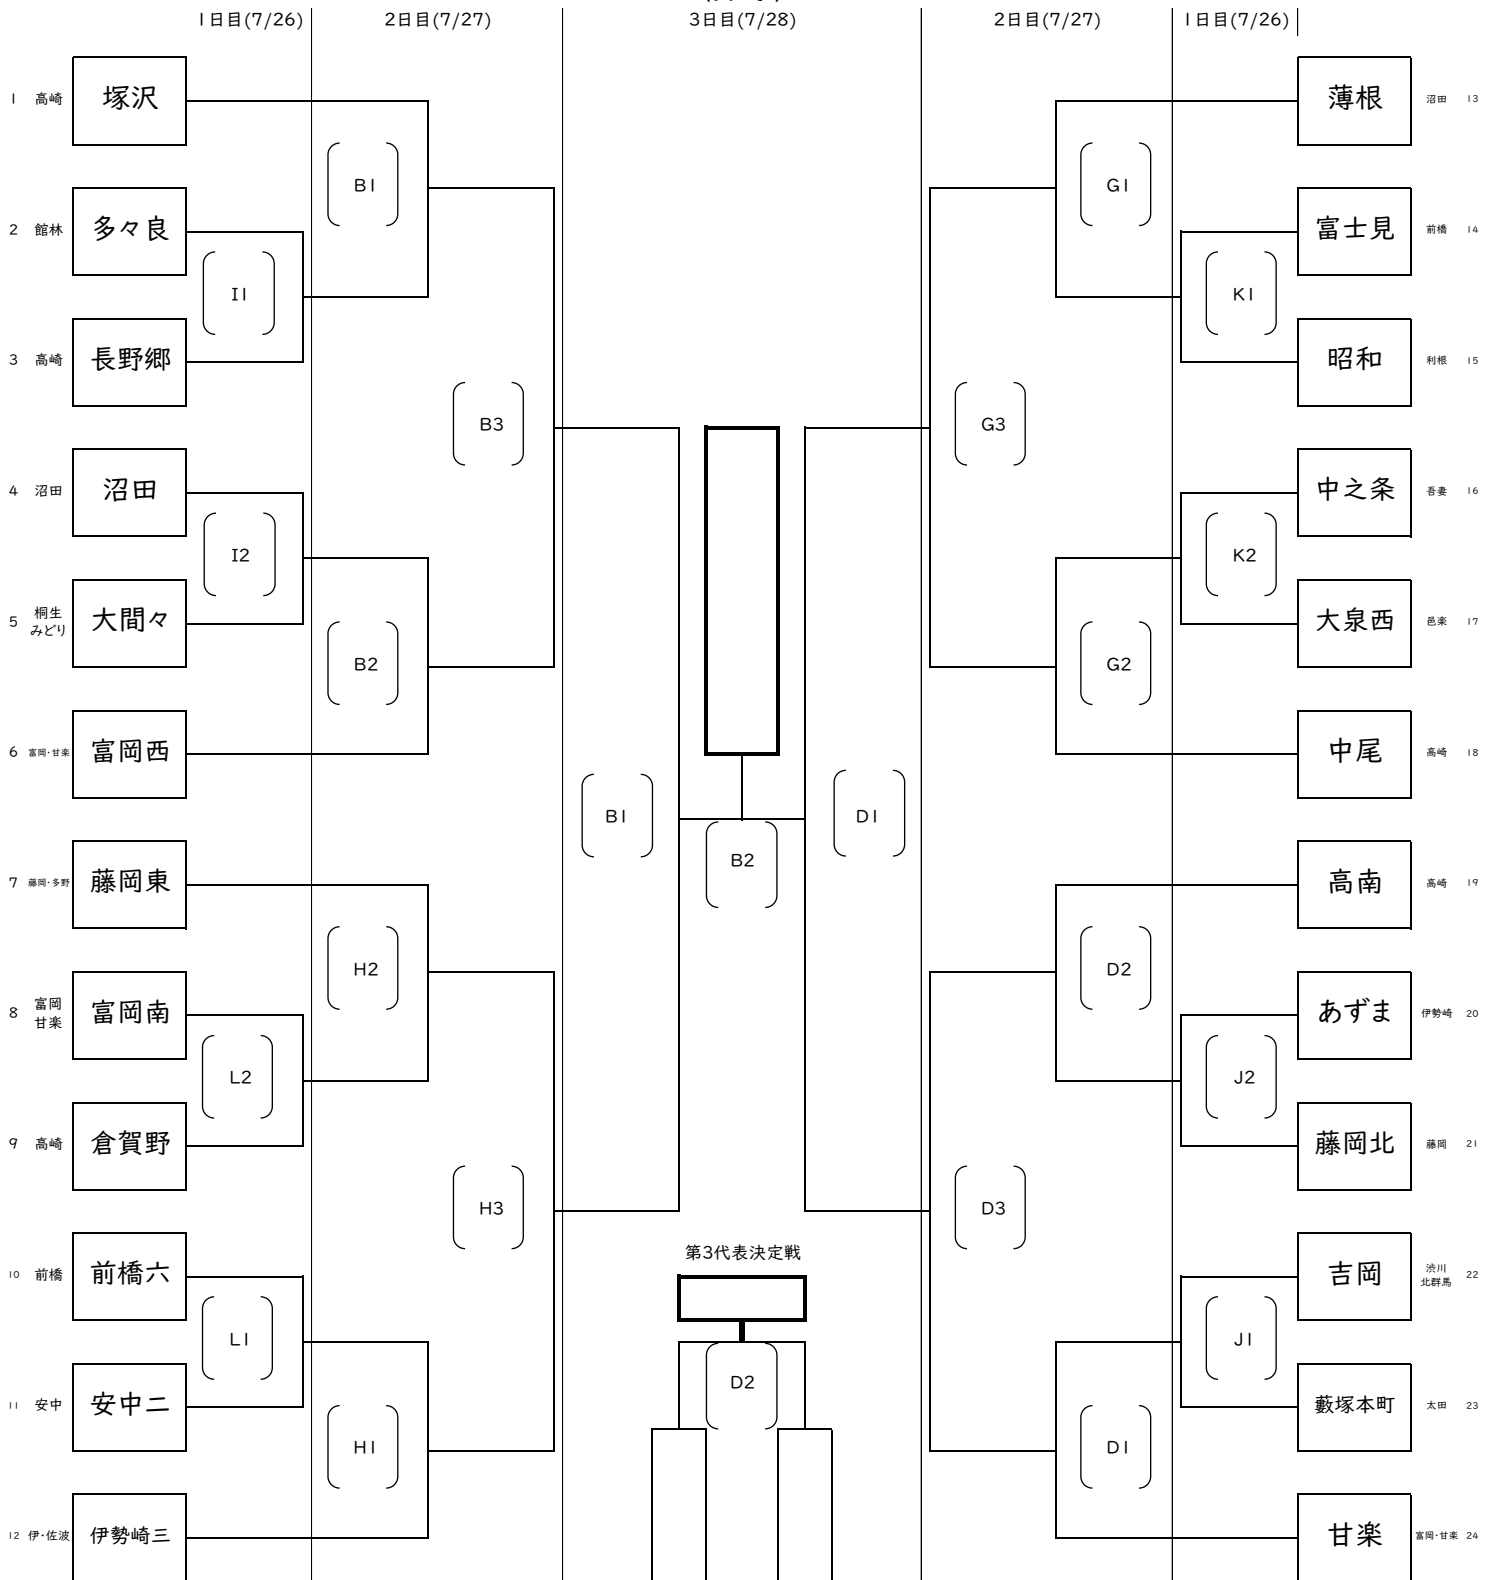 1日目(7/26) 2日目(7/27) 3日目(7/28) 2日目(7/27) 1日目(7/26)
1 高崎 塚沢
B1
2 館林 多々良
I1
3 高崎 長野郷
B3
4 沼田 沼田
I2
5 桐生
みどり 大間々
B2
6 富岡・甘楽 富岡西
B1
7 藤岡・多野 藤岡東
H2
8 富岡
甘楽 富岡南
L2
9 高崎 倉賀野
H3
10 前橋 前橋六
L1
11 安中 安中二
H1
12 伊・佐波 伊勢崎三
B2
第3代表決定戦
D2
薄根 沼田 13
G1
富士見 前橋 14
K1
昭和 利根 15
G3
中之条 吾妻 16
K2
大泉西 邑楽 17
G2
中尾 高崎 18
D1
高南 高崎 19
D2
あずま 伊勢崎 20
J2
藤岡北 藤岡 21
D3
吉岡 渋川
北群馬 22
J1
藪塚本町 太田 23
D1
甘楽 富岡・甘楽 24